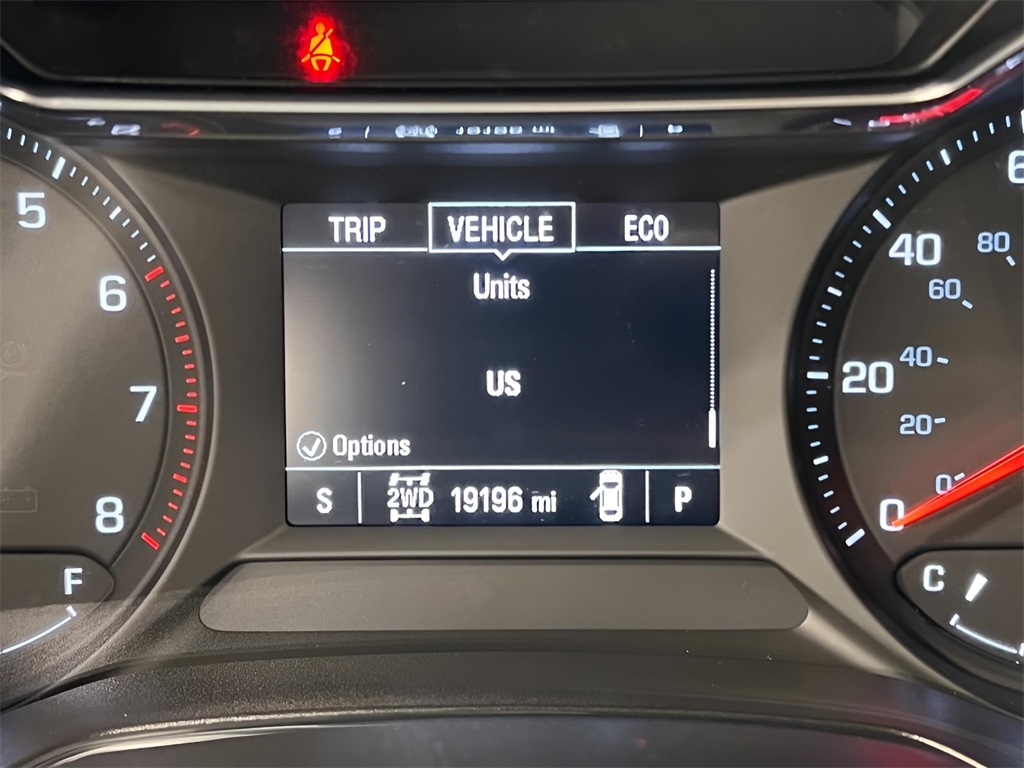 TRIP VEHICLE ECO
Units
US
Options
S 2WD 19196 mi P
5
6
7
8
F
40
20
0
80
60
40
20
0
C